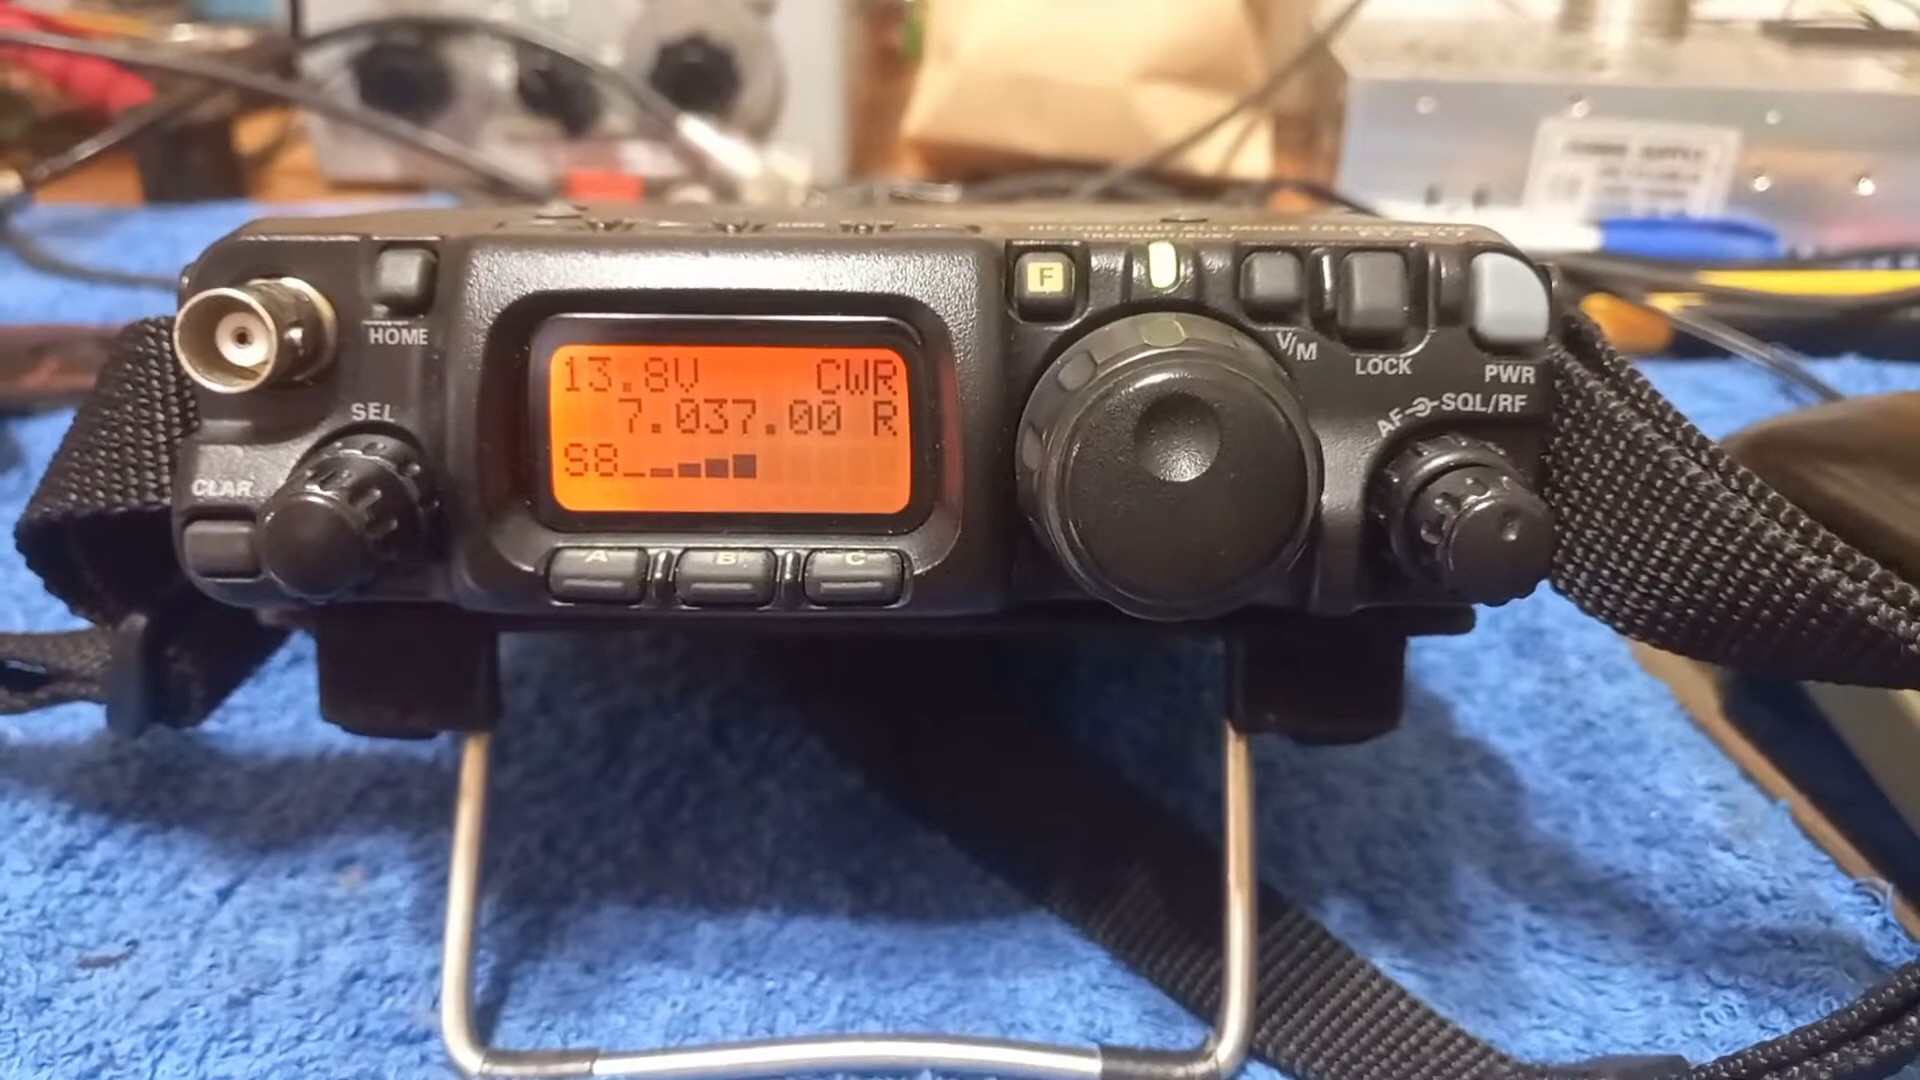 HOME
F
V/M
LOCK
PWR
13.8V CWR
7.037.00 R
S8
SEL
AF SQL/RF
CLAR
A B C